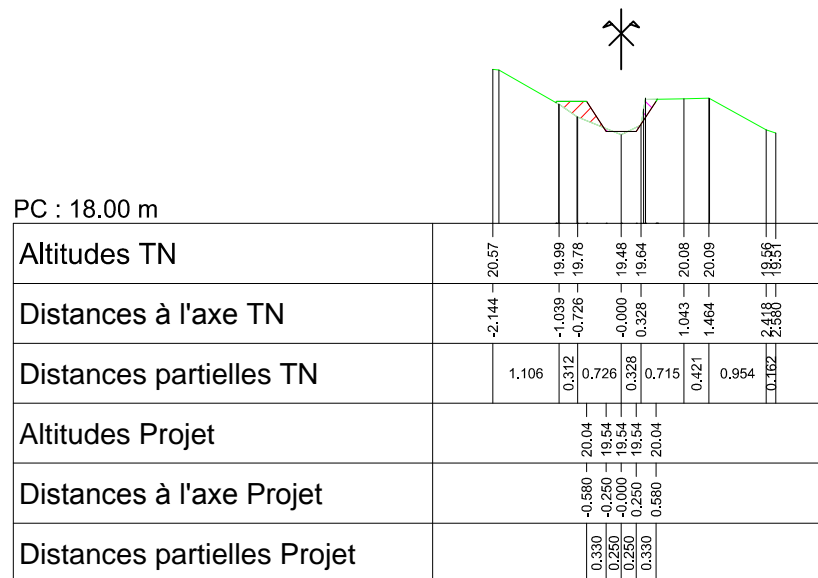 PC : 18.00 m
Altitudes TN
20.57 19.99 19.78 19.48 19.64 20.08 20.09 19.56 19.51
Distances à l'axe TN
-2.144 -1.039 -0.726 -0.000 0.328 1.043 1.464 2.418 2.580
Distances partielles TN
1.106 0.312 0.726 0.328 0.715 0.421 0.954 0.162
Altitudes Projet
20.04 19.54 19.54 19.54 20.04
Distances à l'axe Projet
-0.580 -0.250 -0.000 0.250 0.580
Distances partielles Projet
0.330 0.250 0.250 0.330